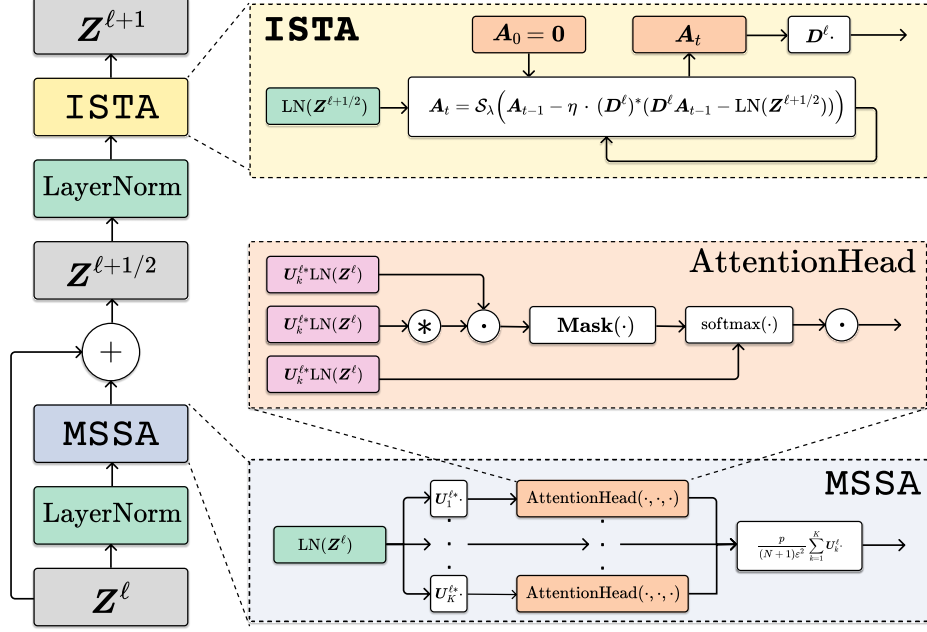 Z^{ℓ+1}
ISTA
LayerNorm
Z^{ℓ+1/2}
+
MSSA
LayerNorm
Z^ℓ
ISTA
A_0 = 0
A_t
D^ℓ·
LN(Z^{ℓ+1/2})
A_t = S_λ(A_{t−1} − η · (D^ℓ)*(D^ℓ A_{t−1} − LN(Z^{ℓ+1/2})))
AttentionHead
U_k^{ℓ*}LN(Z^ℓ)
U_k^{ℓ*}LN(Z^ℓ)
*
·
Mask(·)
softmax(·)
·
U_k^{ℓ*}LN(Z^ℓ)
MSSA
U_1^{ℓ*}·
AttentionHead(·,·,·)
LN(Z^ℓ)
p/((N+1)ε²) ∑_{k=1}^{K} U_k^ℓ·
U_K^{ℓ*}·
AttentionHead(·,·,·)